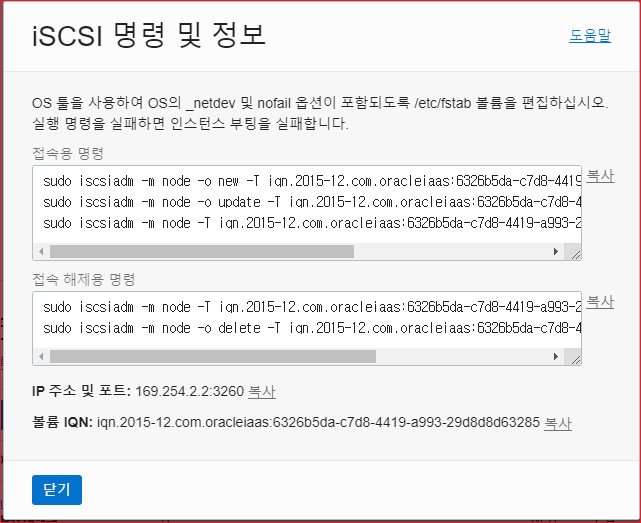 iSCSI 명령 및 정보
도움말
OS 툴을 사용하여 OS의 _netdev 및 nofail 옵션이 포함되도록 /etc/fstab 볼륨을 편집하십시오.
실행 명령을 실패하면 인스턴스 부팅을 실패합니다.
접속용 명령
sudo iscsiadm -m node -o new -T iqn.2015-12.com.oracleiaas:6326b5da-c7d8-4419
복사
sudo iscsiadm -m node -o update -T iqn.2015-12.com.oracleiaas:6326b5da-c7d8-4
sudo iscsiadm -m node -T iqn.2015-12.com.oracleiaas:6326b5da-c7d8-4419-a993-2
접속 해제용 명령
sudo iscsiadm -m node -T iqn.2015-12.com.oracleiaas:6326b5da-c7d8-4419-a993-2
복사
sudo iscsiadm -m node -o delete -T iqn.2015-12.com.oracleiaas:6326b5da-c7d8-4
IP 주소 및 포트: 169.254.2.2:3260 복사
볼륨 IQN: iqn.2015-12.com.oracleiaas:6326b5da-c7d8-4419-a993-29d8d8d63285 복사
닫기